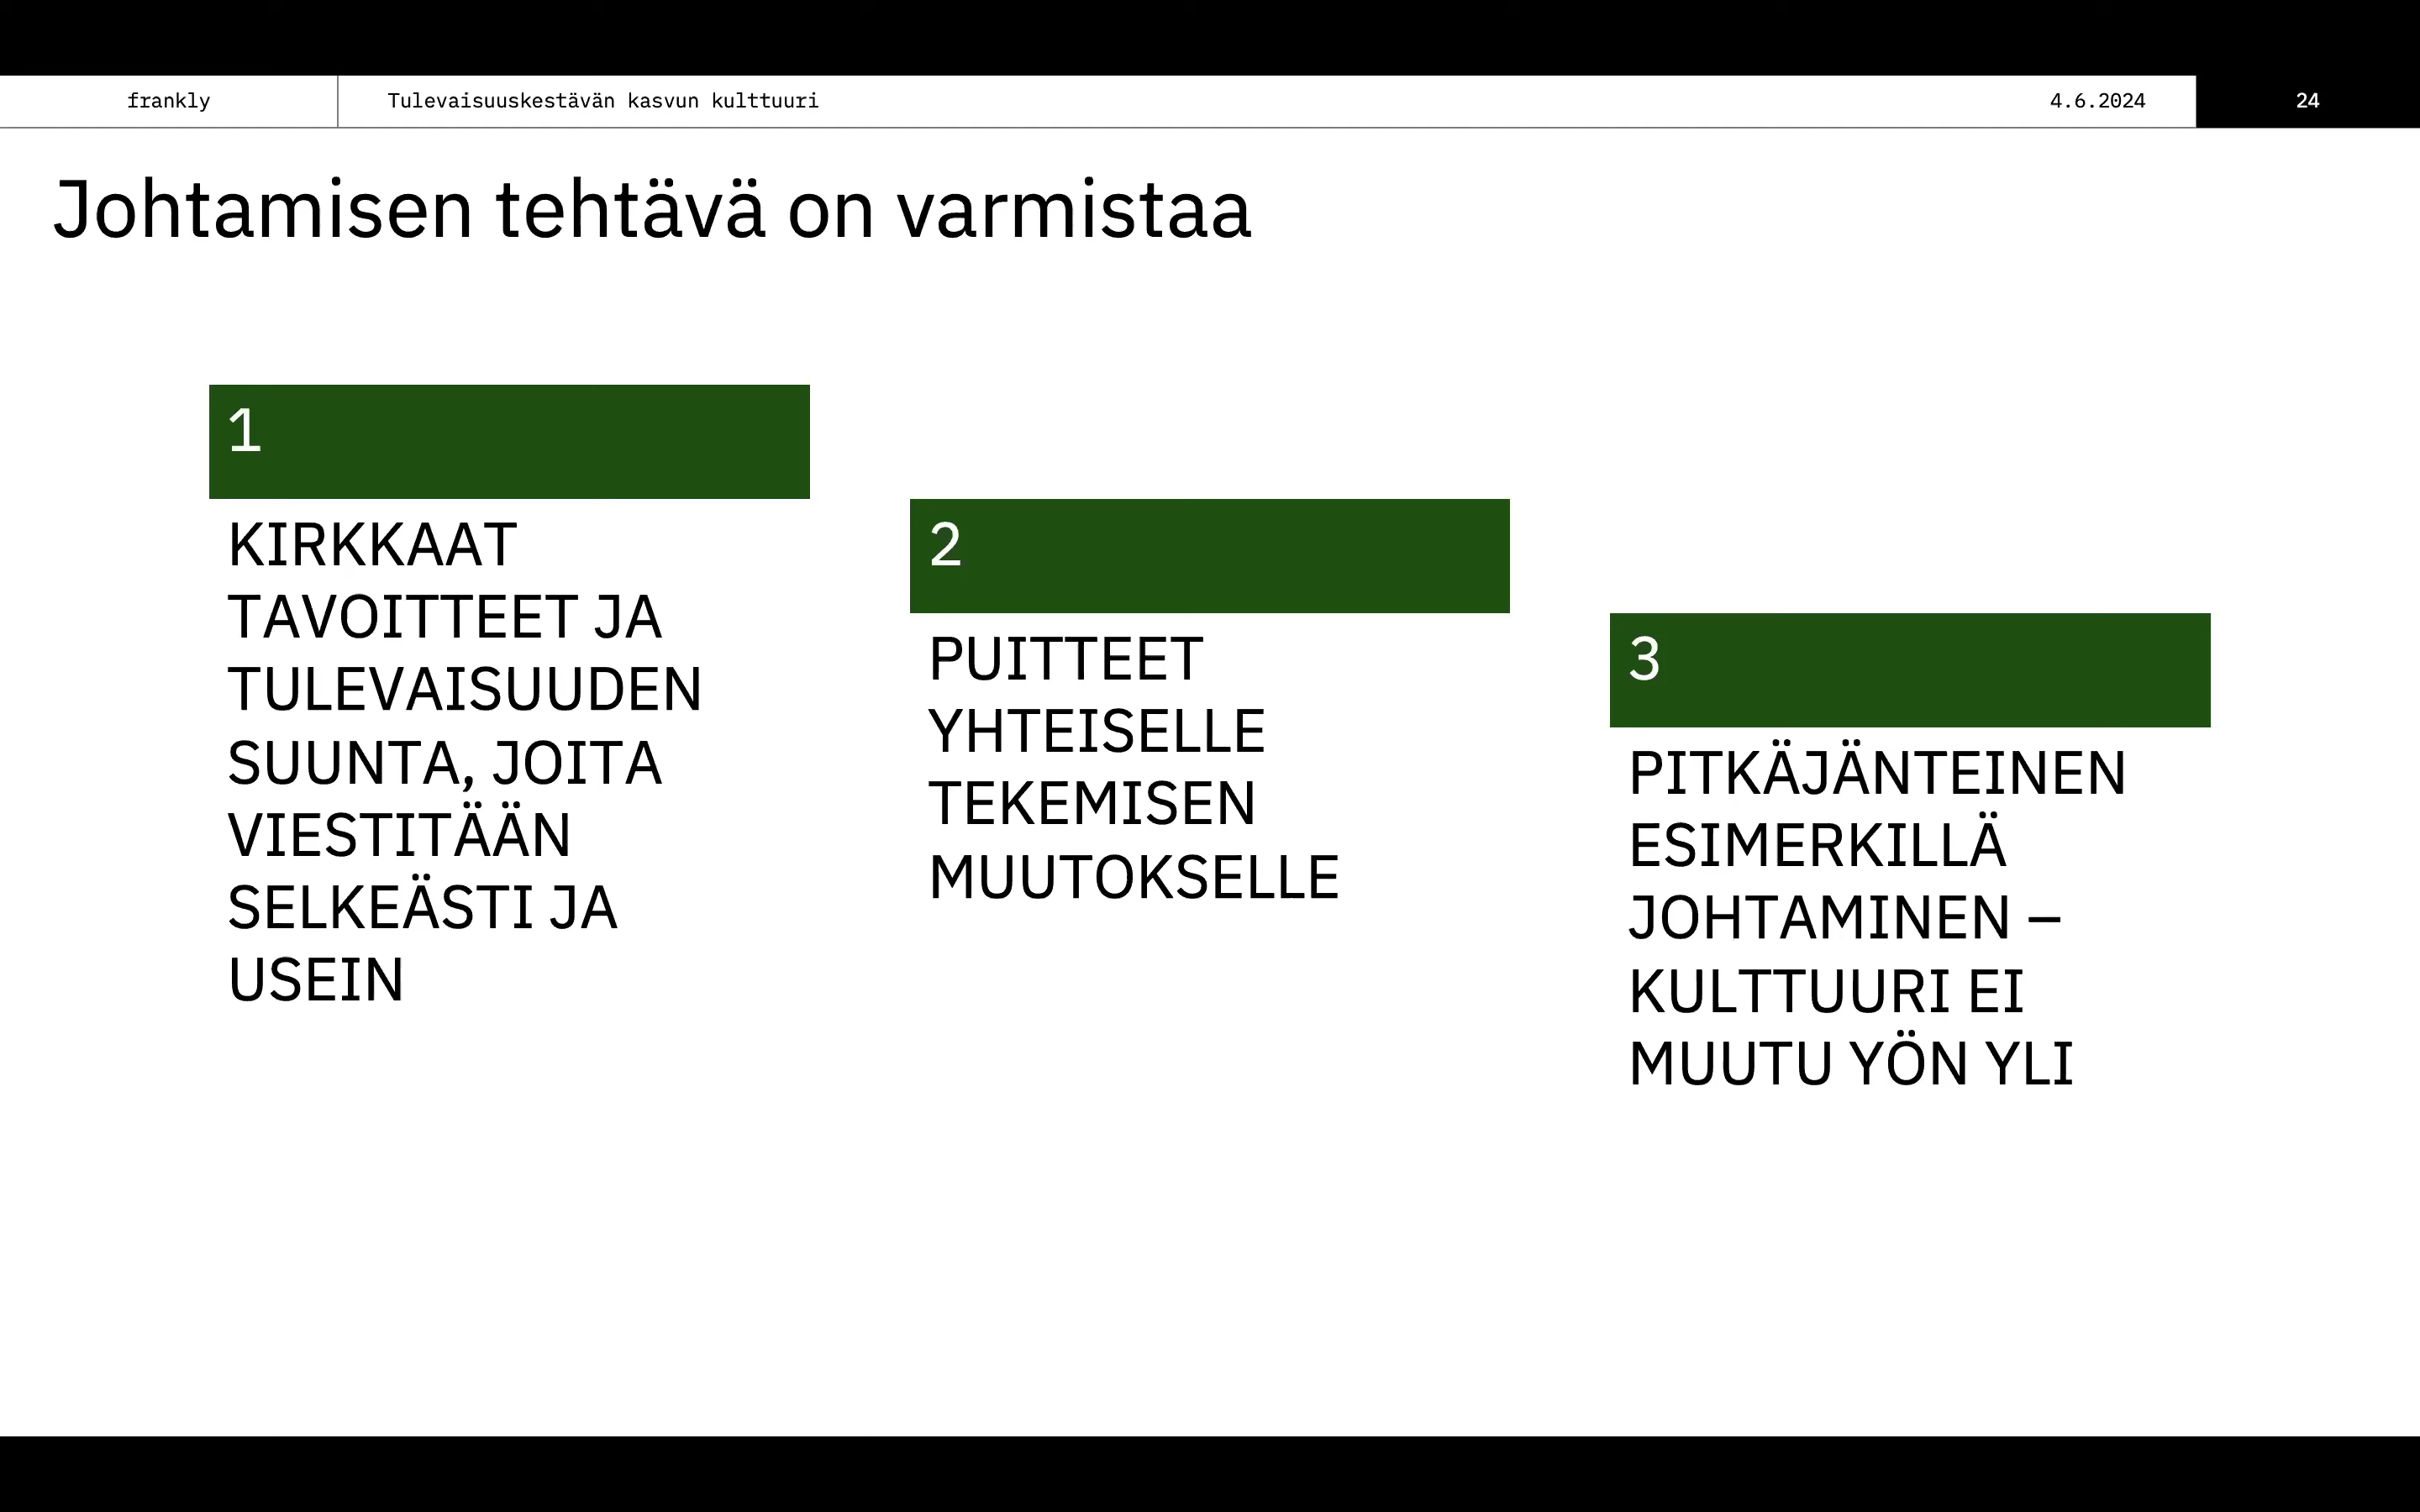 frankly
Tulevaisuuskestävän kasvun kulttuuri
4.6.2024
24
Johtamisen tehtävä on varmistaa
1
KIRKKAAT
TAVOITTEET JA
TULEVAISUUDEN
SUUNTA, JOITA
VIESTITÄÄN
SELKEÄSTI JA
USEIN
2
PUITTEET
YHTEISELLE
TEKEMISEN
MUUTOKSELLE
3
PITKÄJÄNTEINEN
ESIMERKILLÄ
JOHTAMINEN –
KULTTUURI EI
MUUTU YÖN YLI